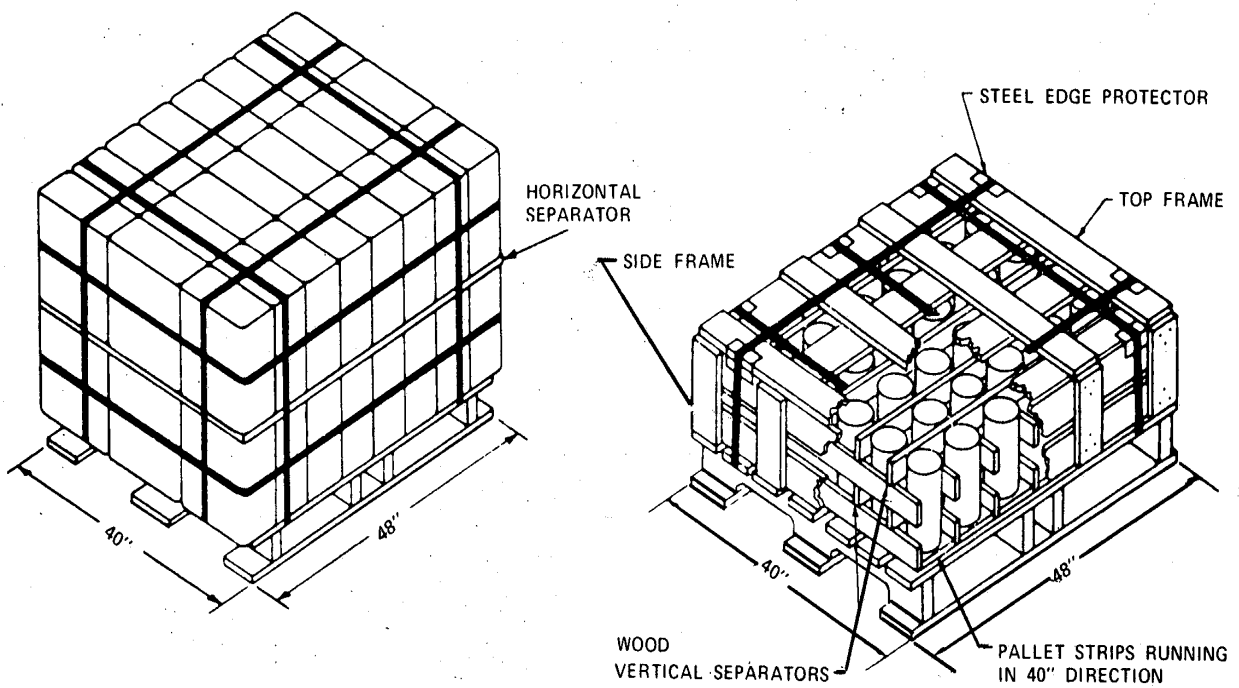 HORIZONTAL
SEPARATOR
40"
48"
STEEL EDGE PROTECTOR
TOP FRAME
SIDE FRAME
40"
48"
WOOD
VERTICAL SEPARATORS
PALLET STRIPS RUNNING
IN 40" DIRECTION